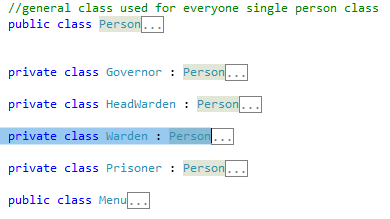 //general class used for everyone single person class
public class Person...
private class Governor : Person...
private class HeadWarden : Person...
private class Warden : Person...
private class Prisoner : Person...
public class Menu...